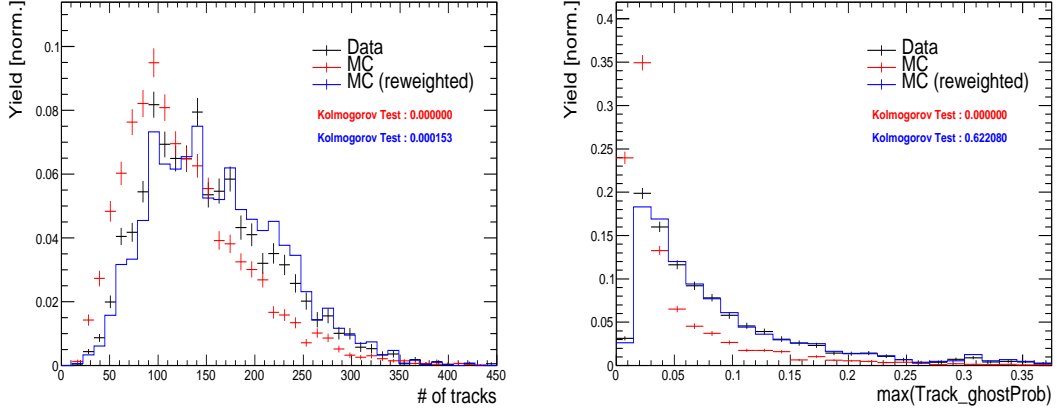 Yield [norm.]
0.1
0.08
0.06
0.04
0.02
0
Data
MC
MC (reweighted)
Kolmogorov Test : 0.000000
Kolmogorov Test : 0.000153
0 50 100 150 200 250 300 350 400 450
# of tracks
Yield [norm.]
0.4
0.35
0.3
0.25
0.2
0.15
0.1
0.05
0
Data
MC
MC (reweighted)
Kolmogorov Test : 0.000000
Kolmogorov Test : 0.622080
0 0.05 0.1 0.15 0.2 0.25 0.3 0.35
max(Track_ghostProb)